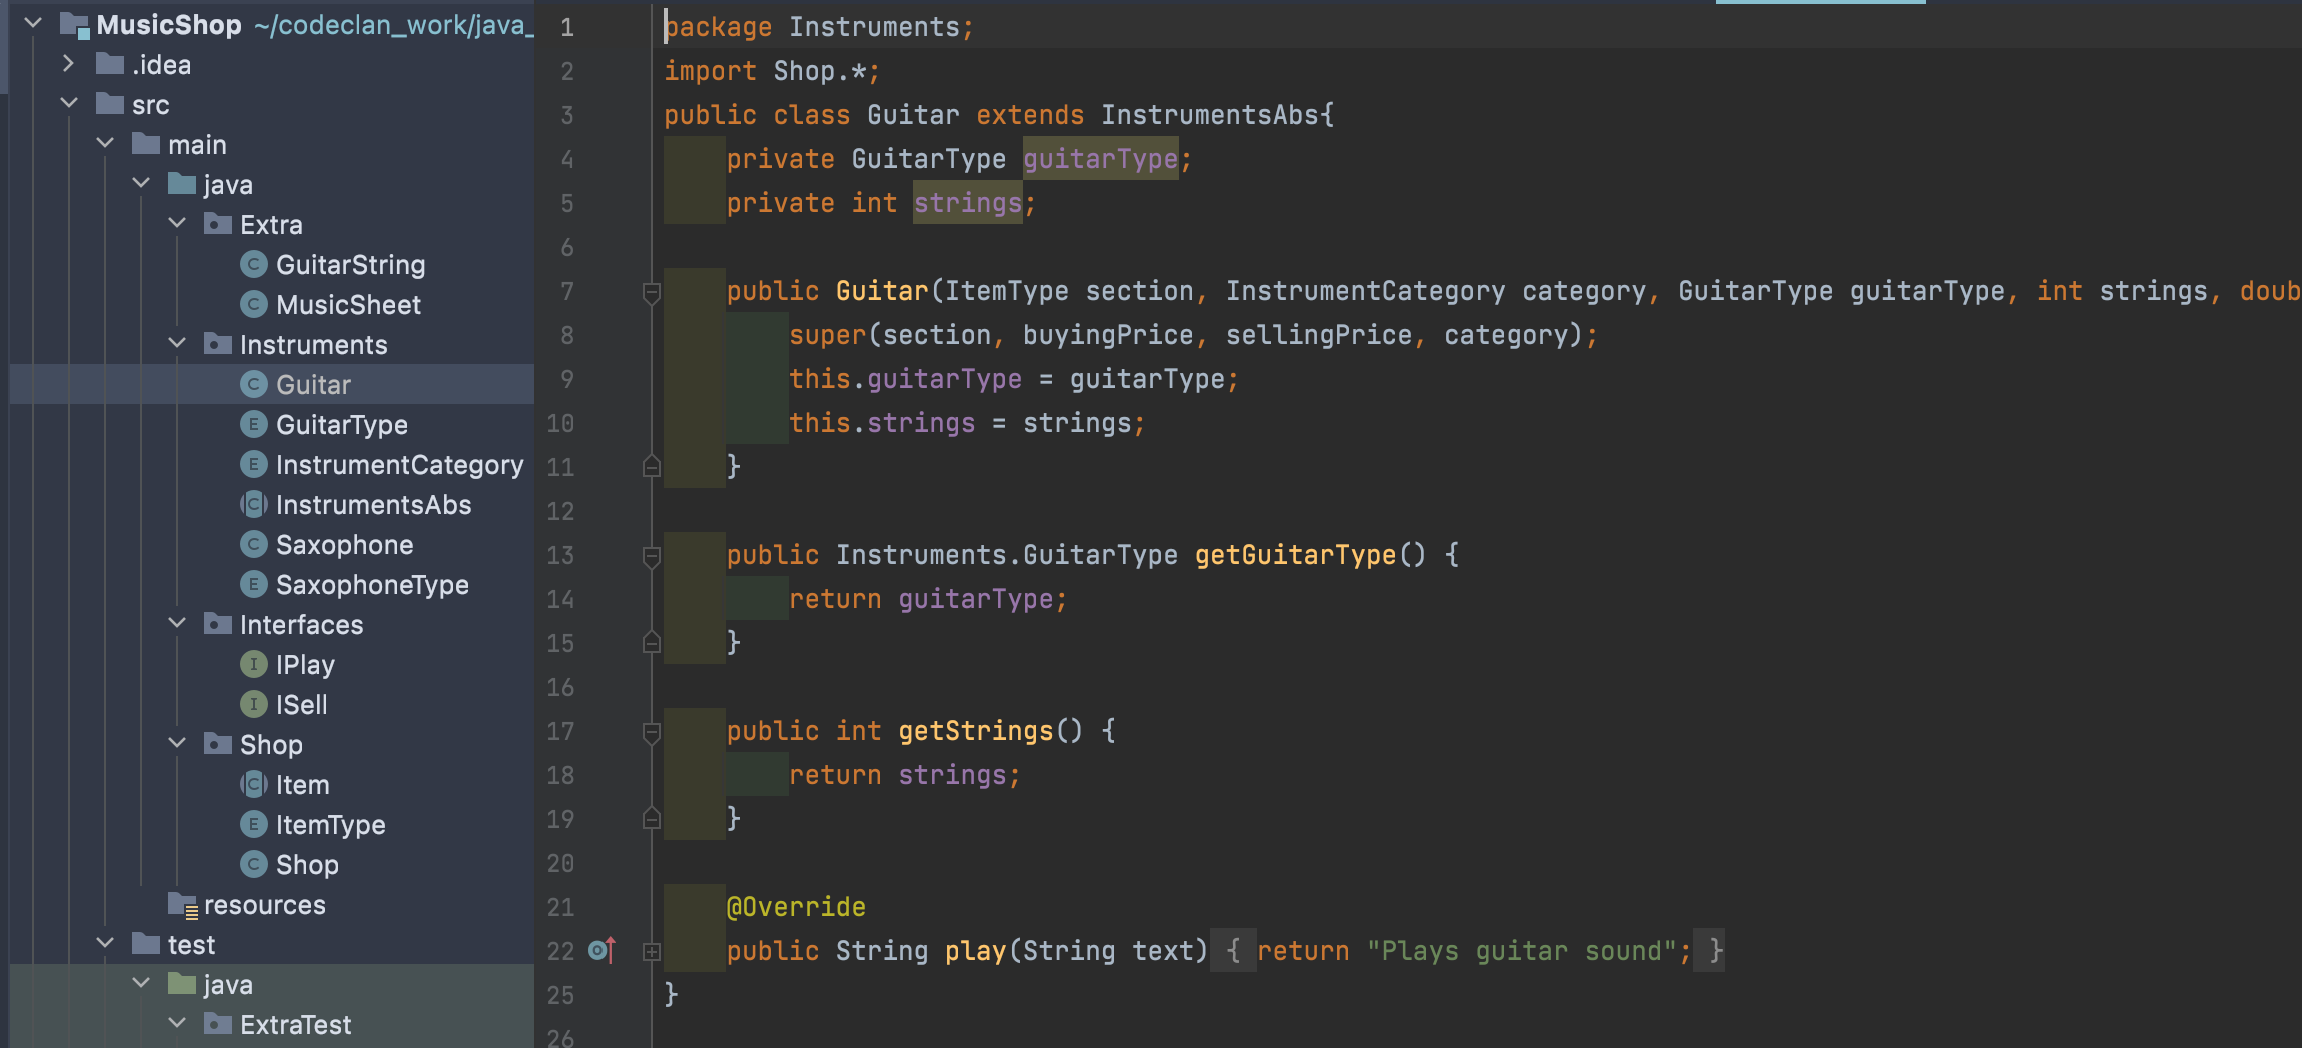 MusicShop ~/codeclan_work/java_
.idea
src
main
java
Extra
GuitarString
MusicSheet
Instruments
Guitar
GuitarType
InstrumentCategory
InstrumentsAbs
Saxophone
SaxophoneType
Interfaces
IPlay
ISell
Shop
Item
ItemType
Shop
resources
test
java
ExtraTest
1 package Instruments;
2 import Shop.*;
3 public class Guitar extends InstrumentsAbs{
4 private GuitarType guitarType;
5 private int strings;
6
7 public Guitar(ItemType section, InstrumentCategory category, GuitarType guitarType, int strings, doub
8 super(section, buyingPrice, sellingPrice, category);
9 this.guitarType = guitarType;
10 this.strings = strings;
11 }
12
13 public Instruments.GuitarType getGuitarType() {
14 return guitarType;
15 }
16
17 public int getStrings() {
18 return strings;
19 }
20
21 @Override
22 public String play(String text) { return "Plays guitar sound"; }
25 }
26